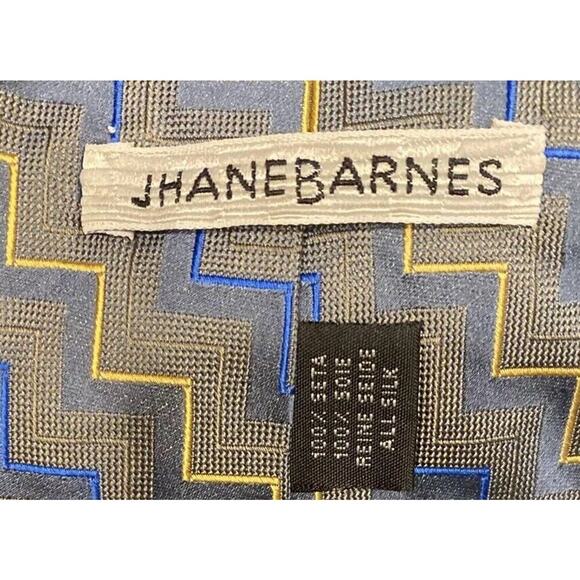 JHANEBARNES
100% SETA
100% SOIE
REINE SEIDE
ALL SILK